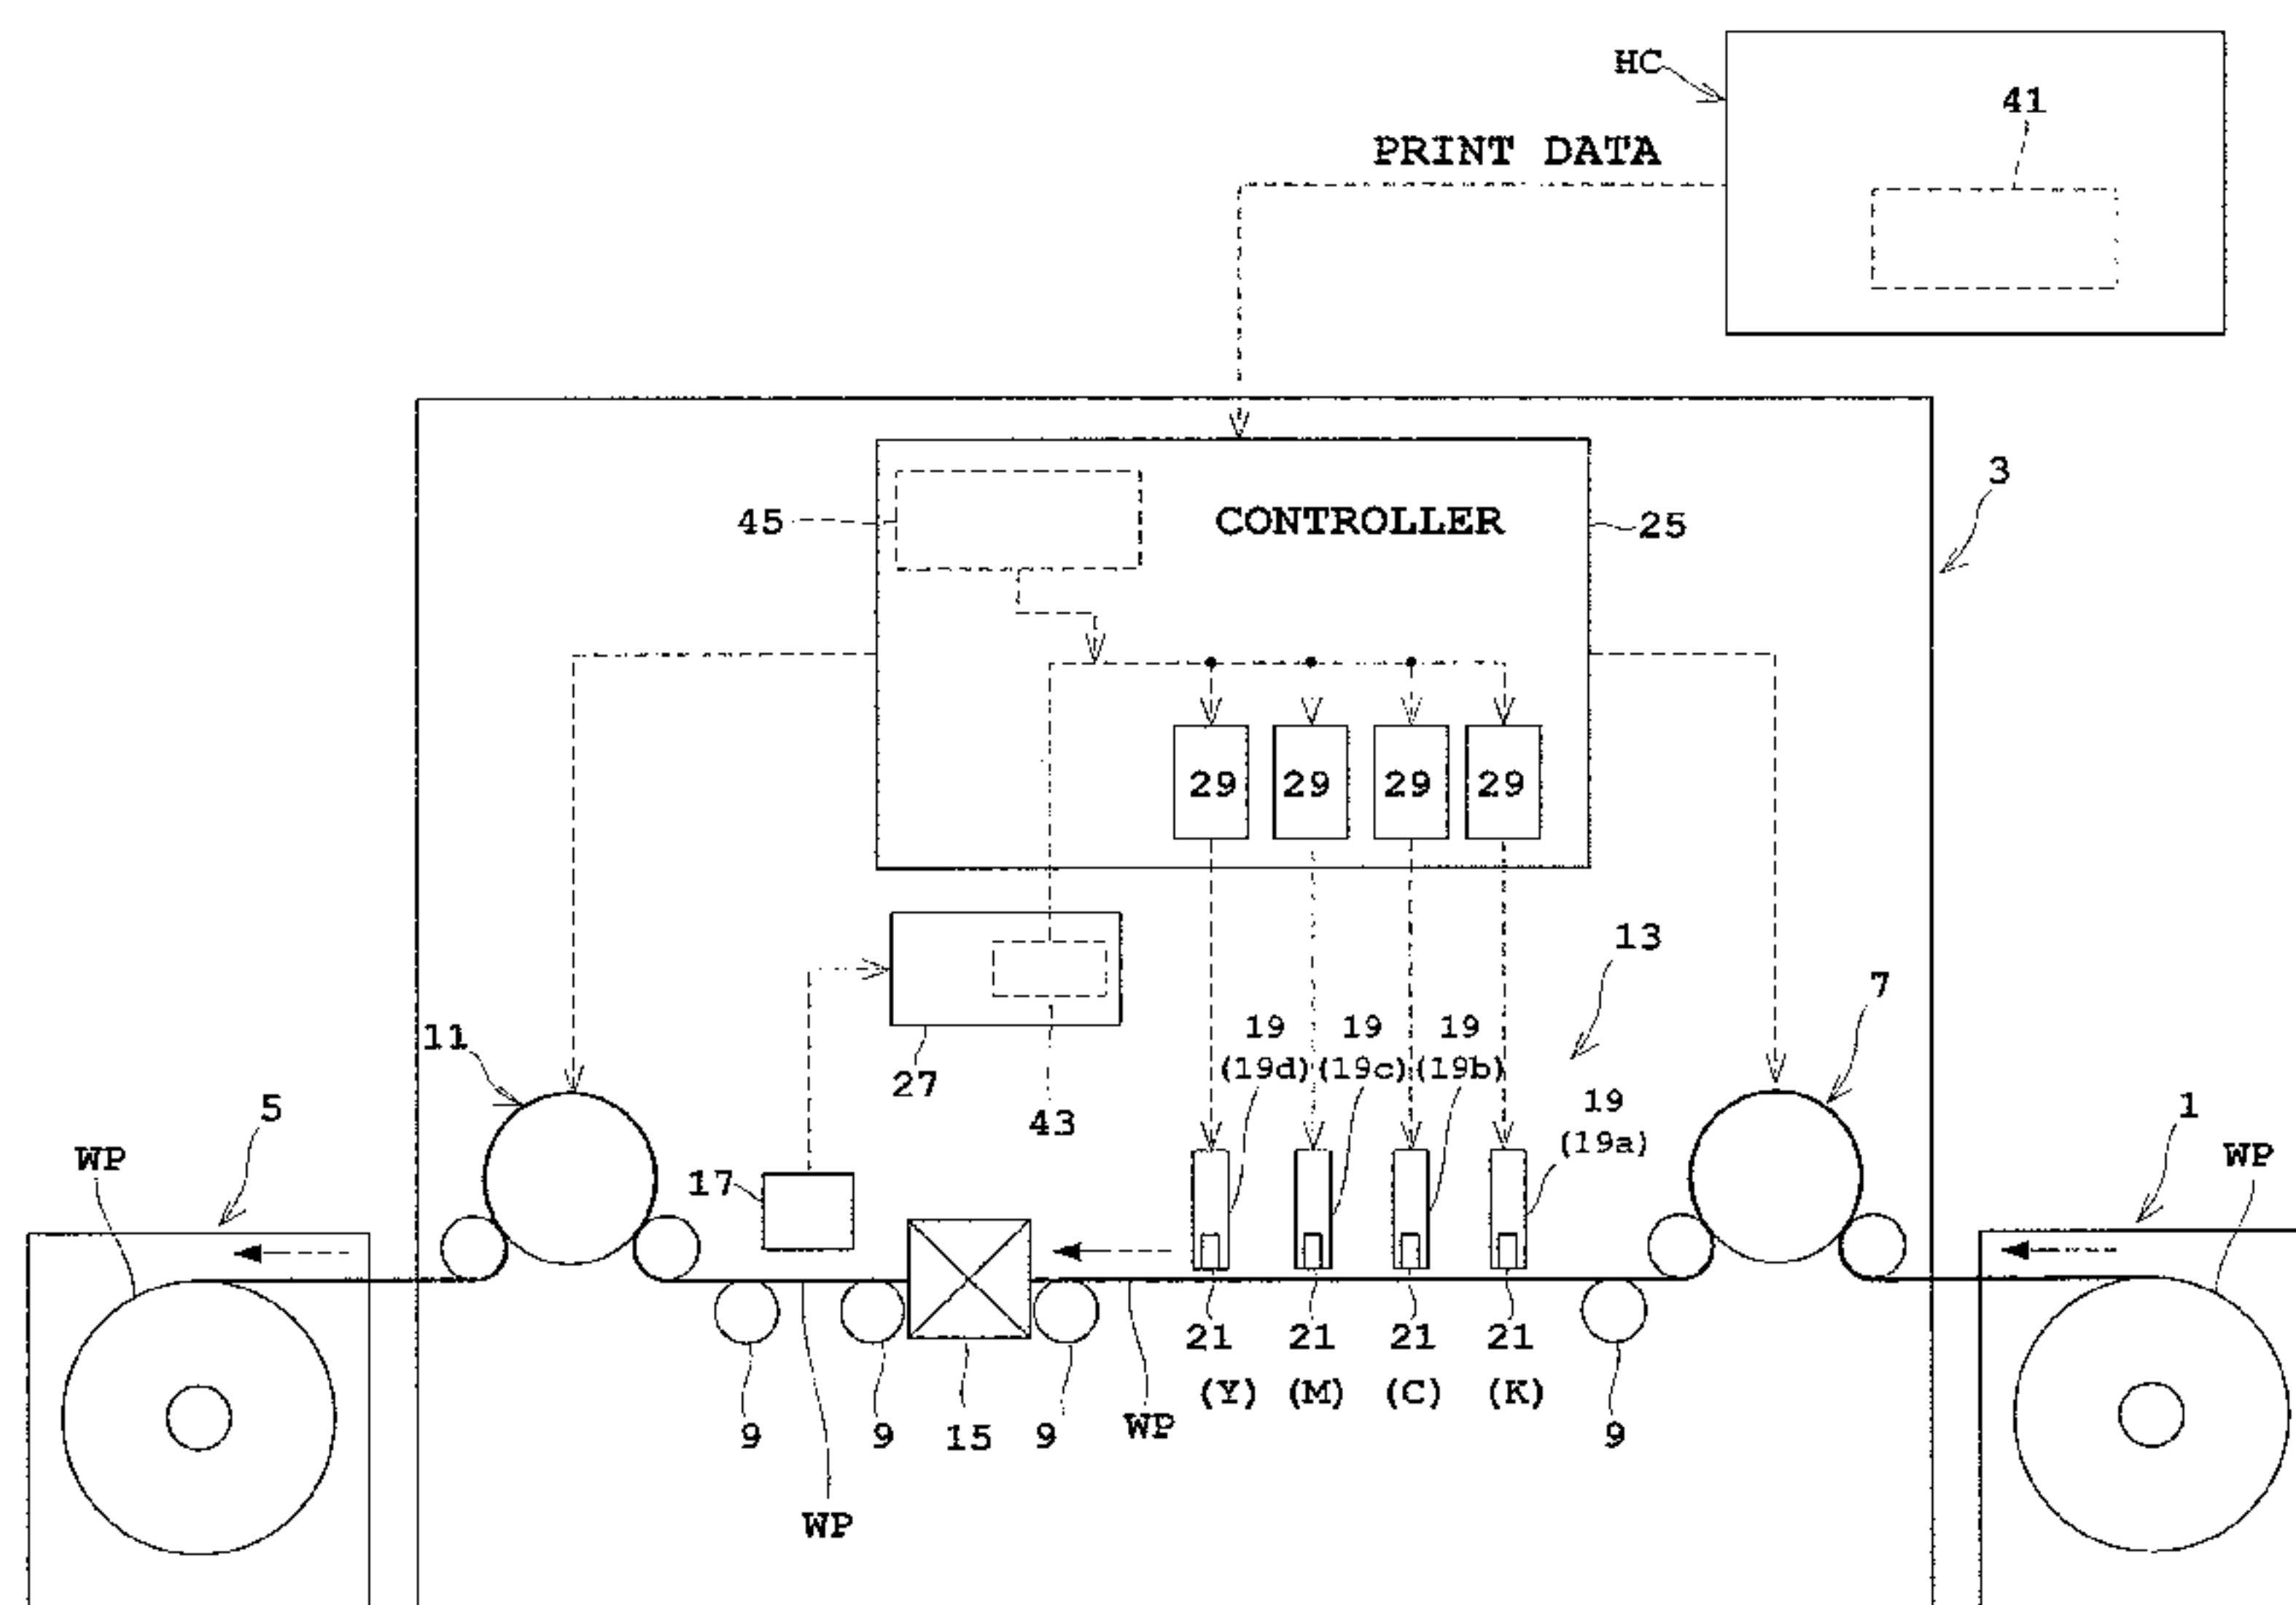 HC
41
PRINT DATA
3
45
CONTROLLER
25
29 29 29 29
13
7
11
19 19 19
(19d) (19c) (19b)
27
5
43
19
(19a)
1
WP
17
WP
21 21 21 21
(Y) (M) (C) (K)
9 9 15 9 WP 9
WP